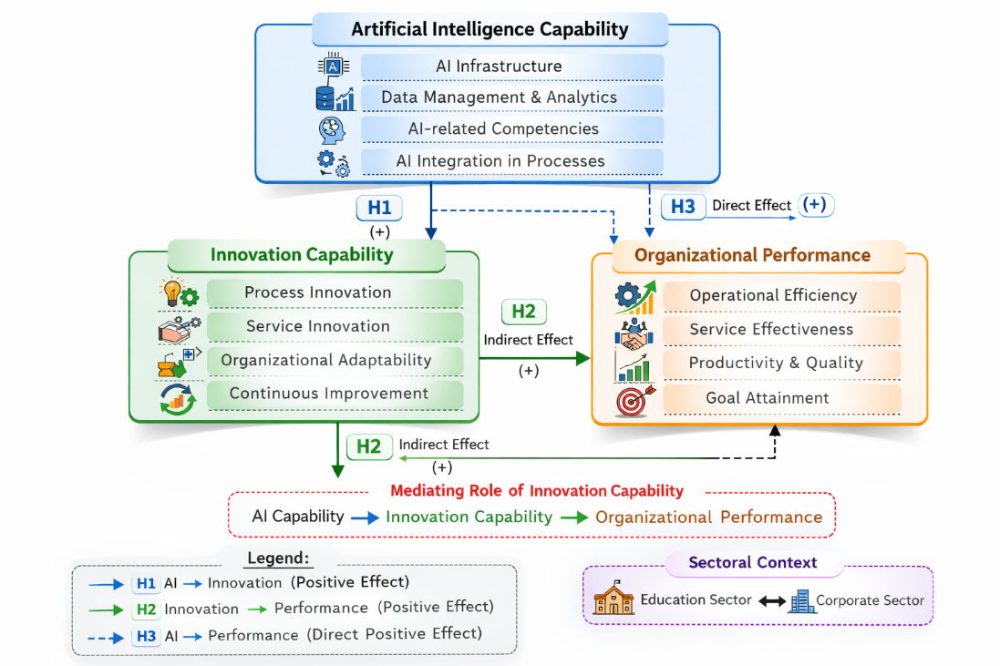 Artificial Intelligence Capability
A
AI Infrastructure
Data Management & Analytics
AI-related Competencies
AI Integration in Processes
H1
(+)
H3 Direct Effect (+)
Innovation Capability
Process Innovation
Service Innovation
Organizational Adaptability
Continuous Improvement
H2
Indirect Effect
(+)
Organizational Performance
Operational Efficiency
Service Effectiveness
Productivity & Quality
Goal Attainment
H2 Indirect Effect
(+)
Mediating Role of Innovation Capability
AI Capability → Innovation Capability → Organizational Performance
Legend:
H1 AI → Innovation (Positive Effect)
H2 Innovation → Performance (Positive Effect)
H3 AI → Performance (Direct Positive Effect)
Sectoral Context
Education Sector ↔ Corporate Sector